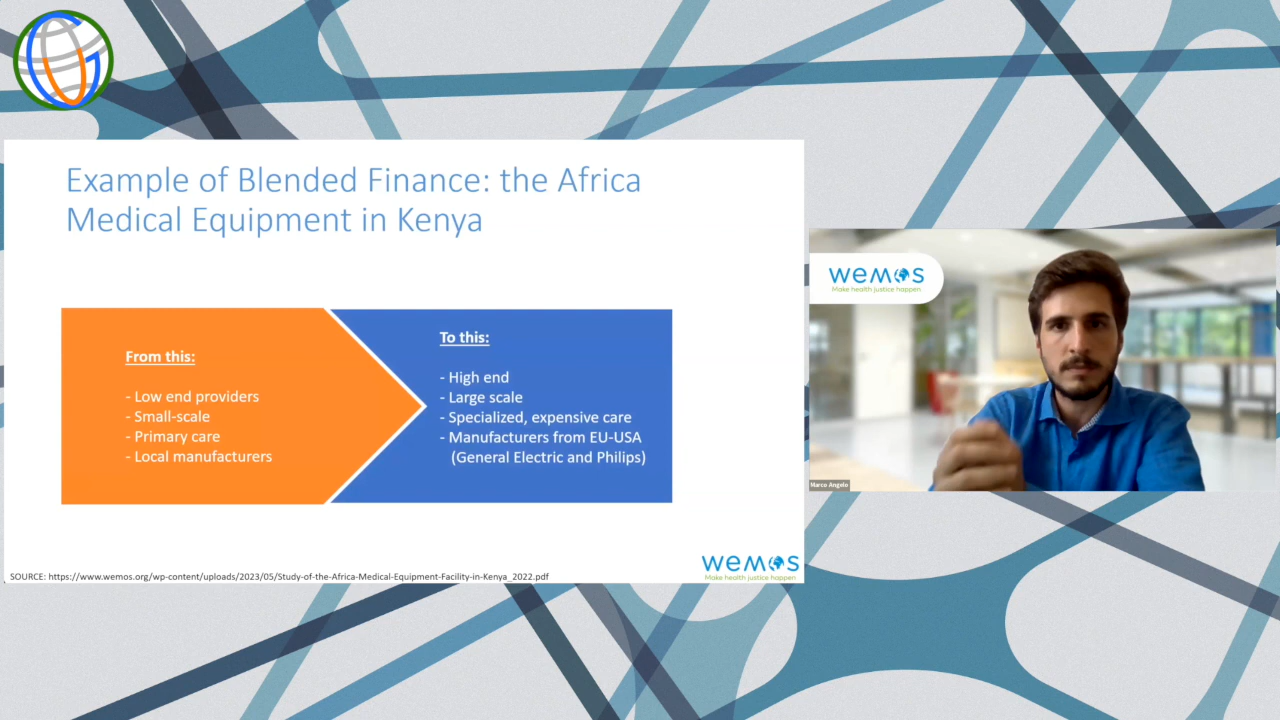 Example of Blended Finance: the Africa
Medical Equipment in Kenya
From this:
- Low end providers
- Small-scale
- Primary care
- Local manufacturers
To this:
- High end
- Large scale
- Specialized, expensive care
- Manufacturers from EU-USA
(General Electric and Philips)
wemos
Make health justice happen
SOURCE: https://www.wemos.org/wp-content/uploads/2023/05/Study-of-the-Africa-Medical-Equipment-Facility-in-Kenya_2022.pdf
wemos
Make health justice happen
Marco Angelo